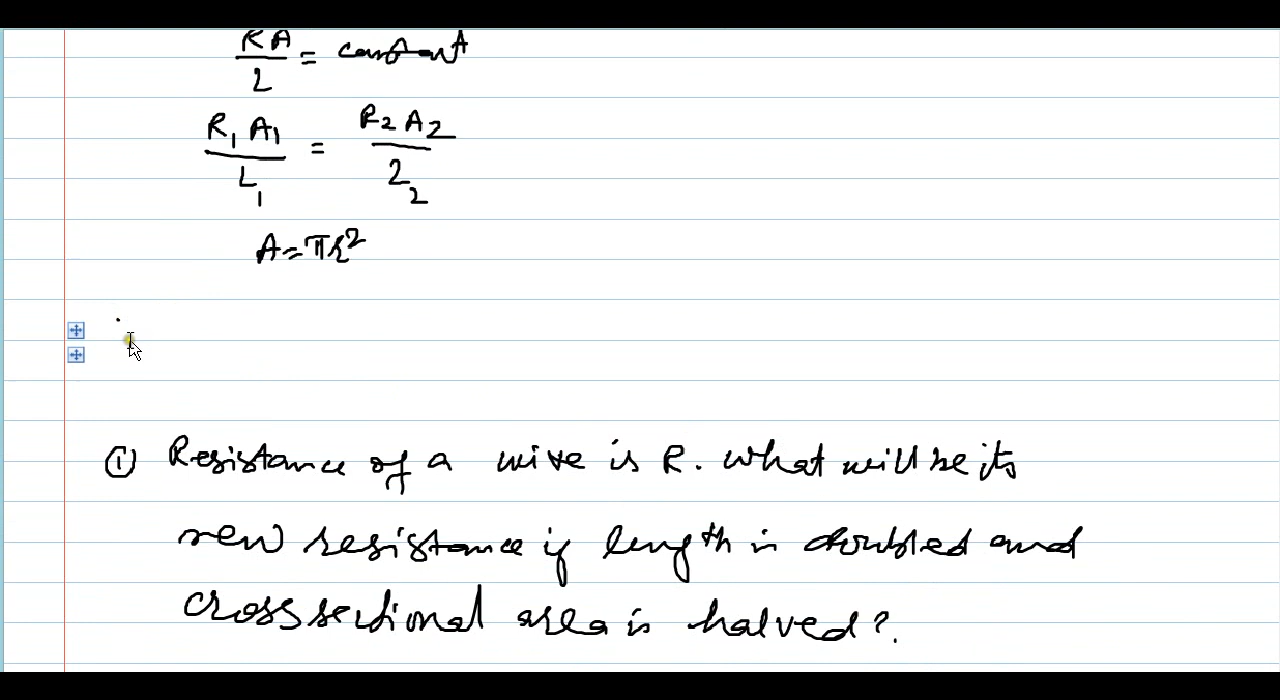 RA/L = constant
R₁ A₁/L₁ = R₂ A₂/L₂
A = πr²
① Resistance of a wire is R. What will be its
new resistance if length is doubled and
cross sectional area is halved?.